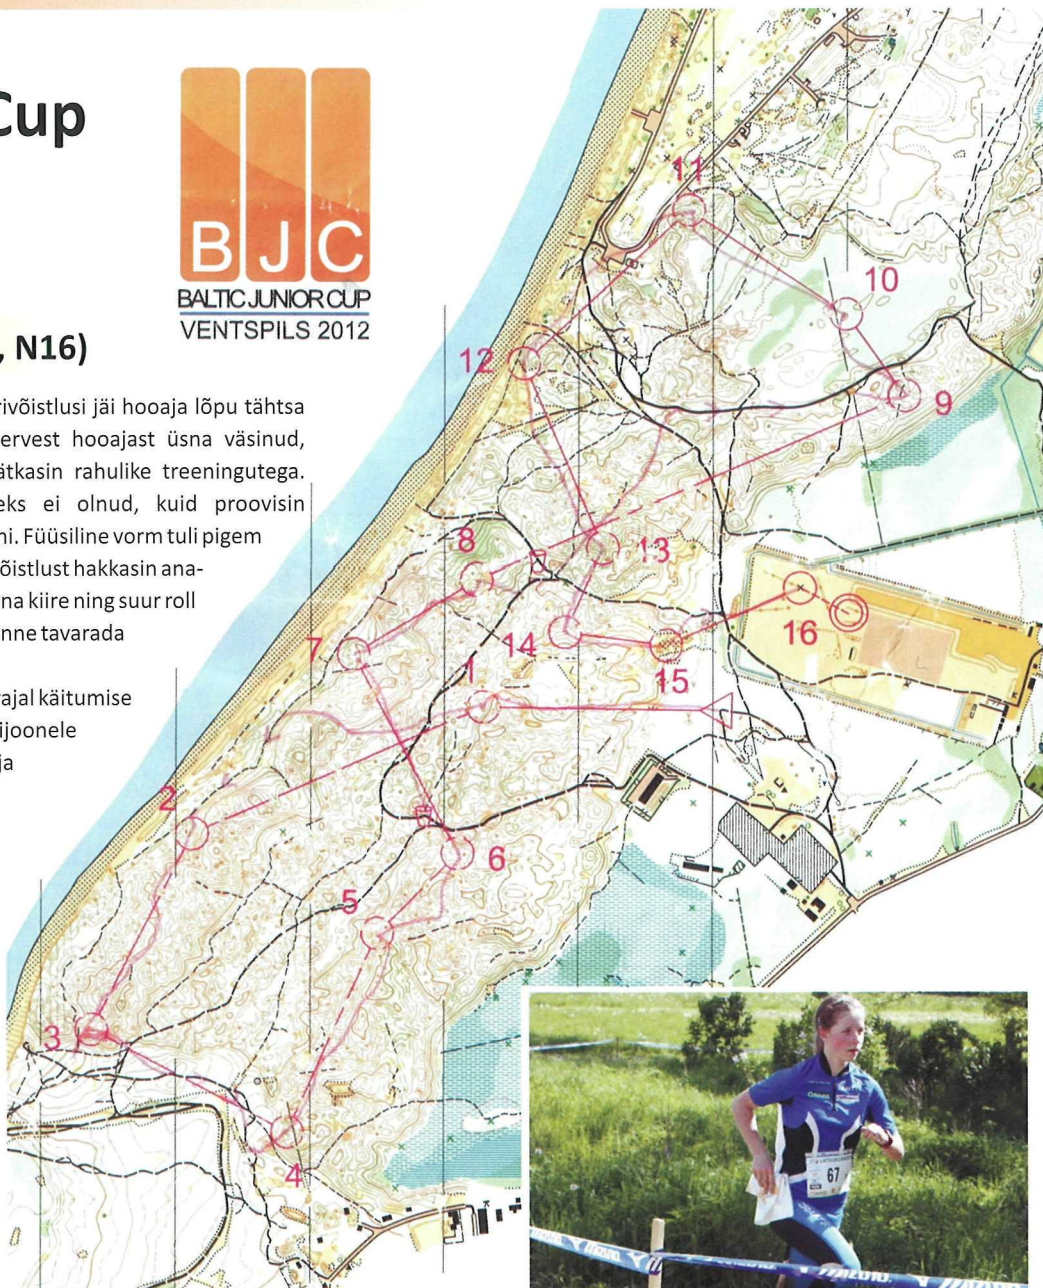 Cup
BJC
BALTIC JUNIOR CUP
VENTSPILS 2012
, N16)
rivõistlusi jäi hooaja lõpu tähtsa
ervest hooajast üsna väsinud,
ätkasin rahulike treeningutega.
eks ei olnud, kuid proovisin
ni. Füüsiline vorm tuli pigem
õistlust hakkasin ana-
na kiire ning suur roll
nne tavarada
ajal käitumise
ijoonele
ja
11
10
12
9
8
13
7
14
16
1
15
2
6
5
3
4
67
MIZUNO